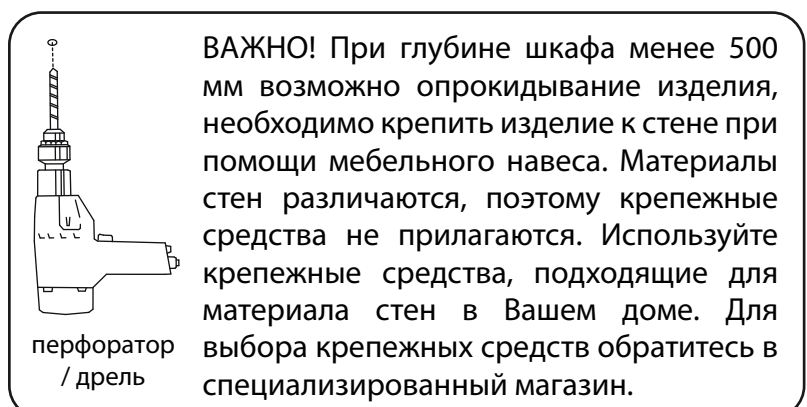 ВАЖНО! При глубине шкафа менее 500
мм возможно опрокидывание изделия,
необходимо крепить изделие к стене при
помощи мебельного навеса. Материалы
стен различаются, поэтому крепежные
средства не прилагаются. Используйте
крепежные средства, подходящие для
материала стен в Вашем доме. Для
выбора крепежных средств обратитесь в
специализированный магазин.
перфоратор
/ дрель